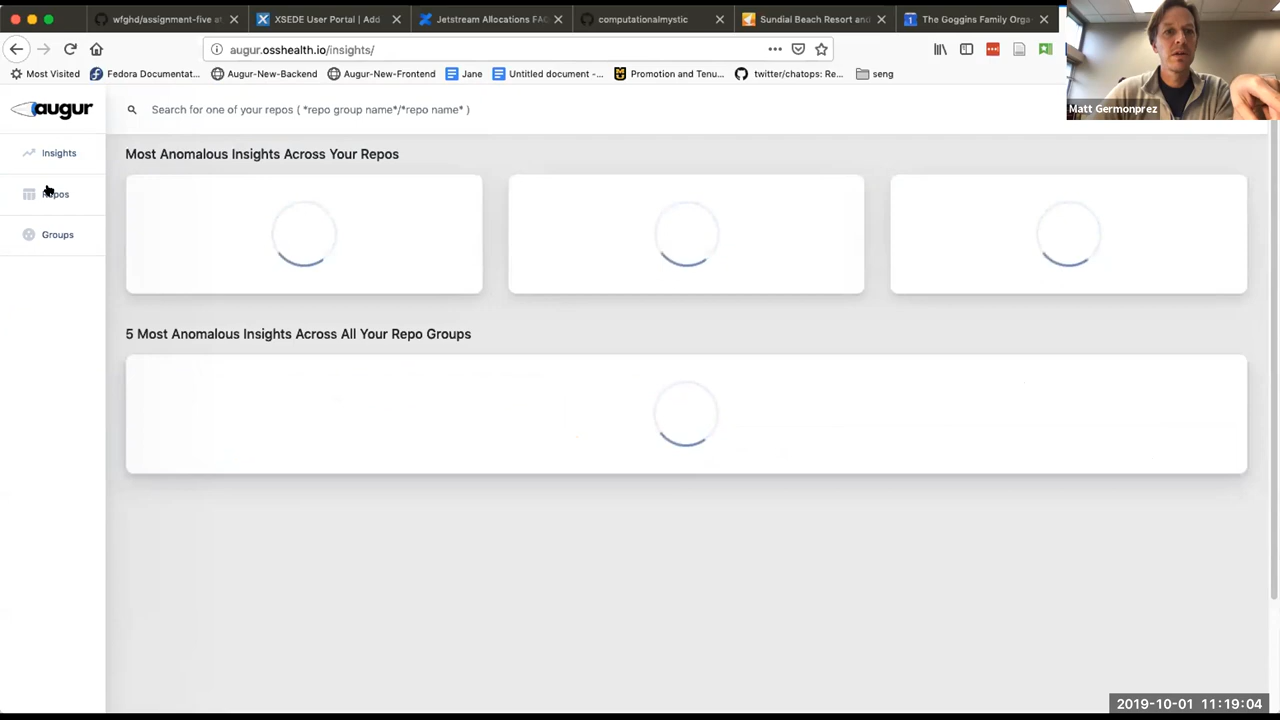 wfghd/assignment-five at
XSEDE User Portal | Add
Jetstream Allocations FAQ
computationalmystic
Sundial Beach Resort and
The Goggins Family Orga
augur.osshealth.io/insights/
Most Visited
Fedora Documentat...
Augur-New-Backend
Augur-New-Frontend
Jane
Untitled document -...
Promotion and Tenu...
twitter/chatops: Re...
seng
Matt Germonprez
augur
Search for one of your repos ( *repo group name*/*repo name* )
Insights
Repos
Groups
Most Anomalous Insights Across Your Repos
5 Most Anomalous Insights Across All Your Repo Groups
2019-10-01 11:19:04